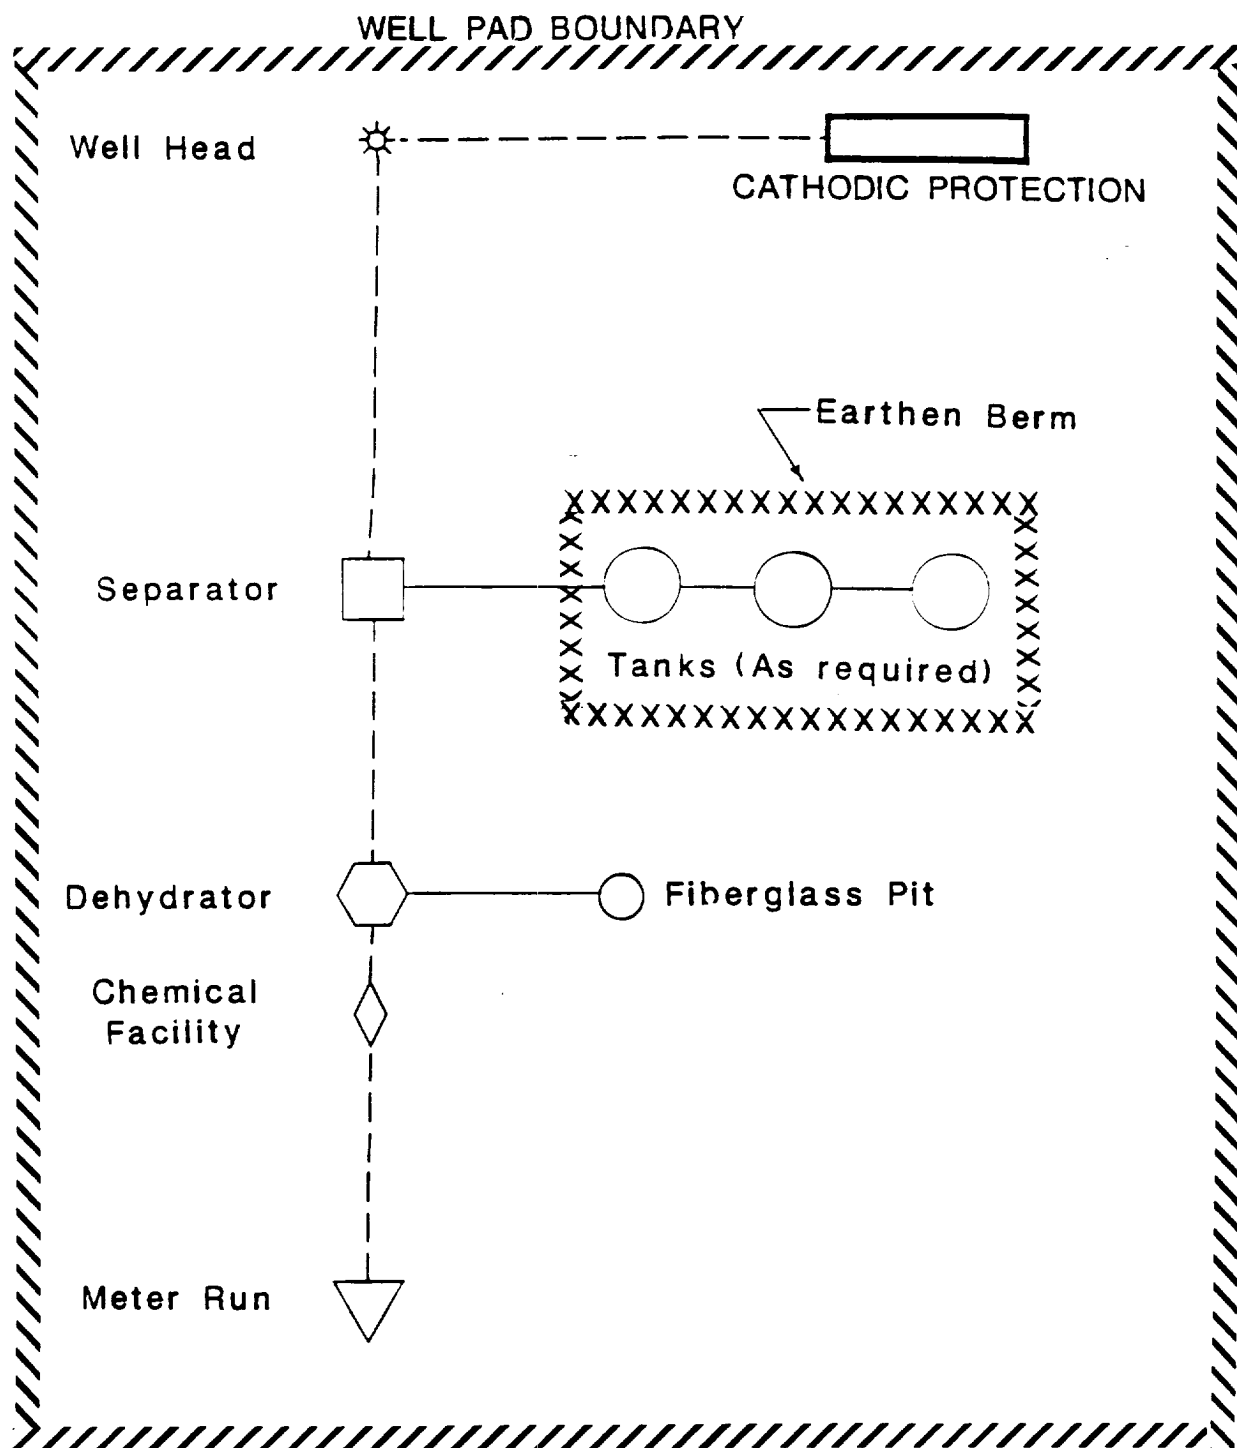 WELL PAD BOUNDARY
Well Head
CATHODIC PROTECTION
Earthen Berm
Separator
Tanks (As required)
Dehydrator
Fiberglass Pit
Chemical
Facility
Meter Run